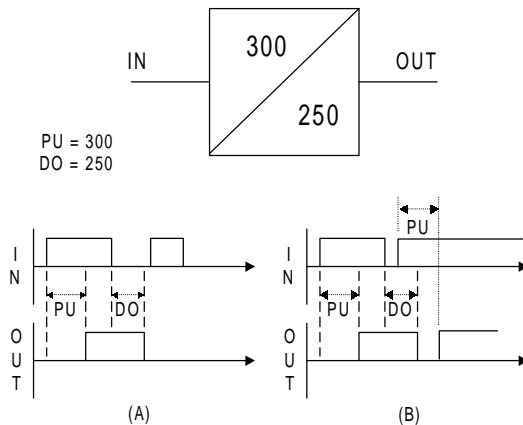 300
IN
OUT
250
PU = 300
DO = 250
PU
I
N
PU
DO
O
U
T
(A)
I
N
PU
DO
O
U
T
(B)